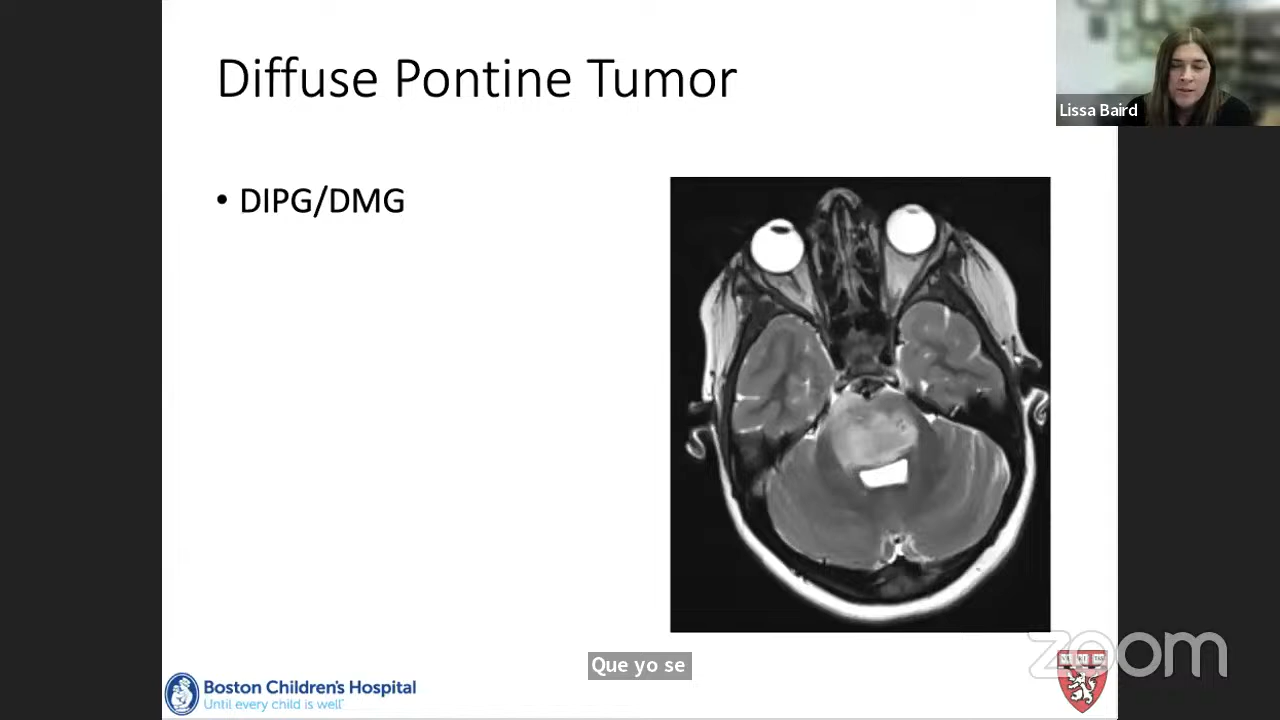 Diffuse Pontine Tumor
Lissa Baird
• DIPG/DMG
Que yo se
zoom
Boston Children's Hospital
Until every child is well